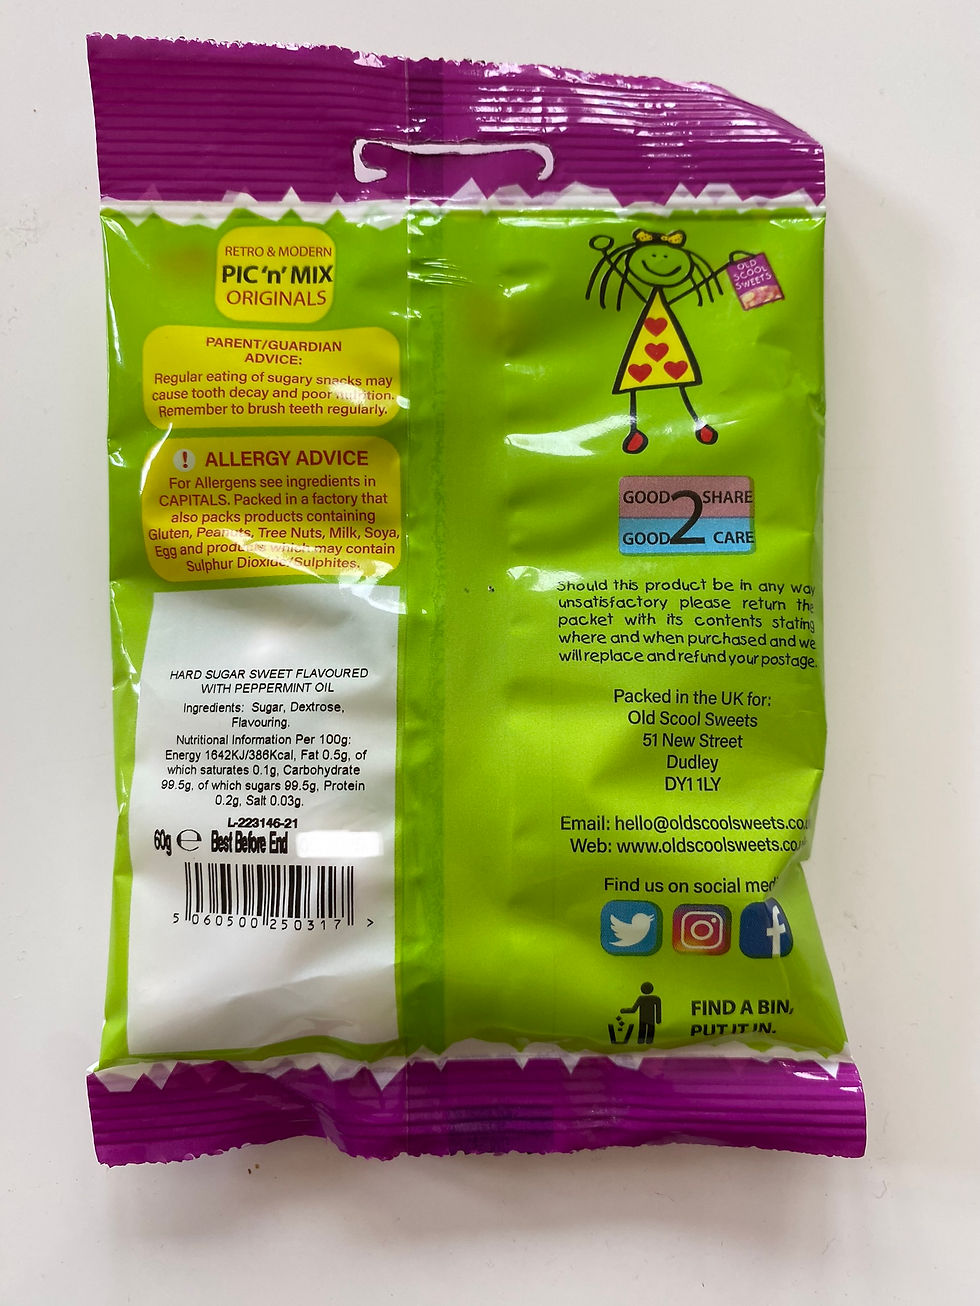 RETRO & MODERN
PIC 'n' MIX
ORIGINALS
PARENT/GUARDIAN
ADVICE:
Regular eating of sugary snacks may
cause tooth decay and poor nutrition.
Remember to brush teeth regularly.
! ALLERGY ADVICE
For Allergens see ingredients in
CAPITALS. Packed in a factory that
also packs products containing
Gluten, Peanuts, Tree Nuts, Milk, Soya,
Egg and products which may contain
Sulphur Dioxide/Sulphites.
HARD SUGAR SWEET FLAVOURED
WITH PEPPERMINT OIL
Ingredients: Sugar, Dextrose,
Flavouring.
Nutritional Information Per 100g:
Energy 1642KJ/386Kcal, Fat 0.5g, of
which saturates 0.1g, Carbohydrate
99.5g, of which sugars 99.5g, Protein
0.2g, Salt 0.03g.
L-223146-21
60g ℮ Best Before End
5 060500 250317 >
OLD
SCOOL
SWEETS
GOOD 2 SHARE
GOOD 2 CARE
Should this product be in any way
unsatisfactory please return the
packet with its contents stating
where and when purchased and we
will replace and refund your postage.
Packed in the UK for:
Old Scool Sweets
51 New Street
Dudley
DY1 1LY
Email: hello@oldscoolsweets.co.
Web: www.oldscoolsweets.co.
Find us on social medi
FIND A BIN,
PUT IT IN.